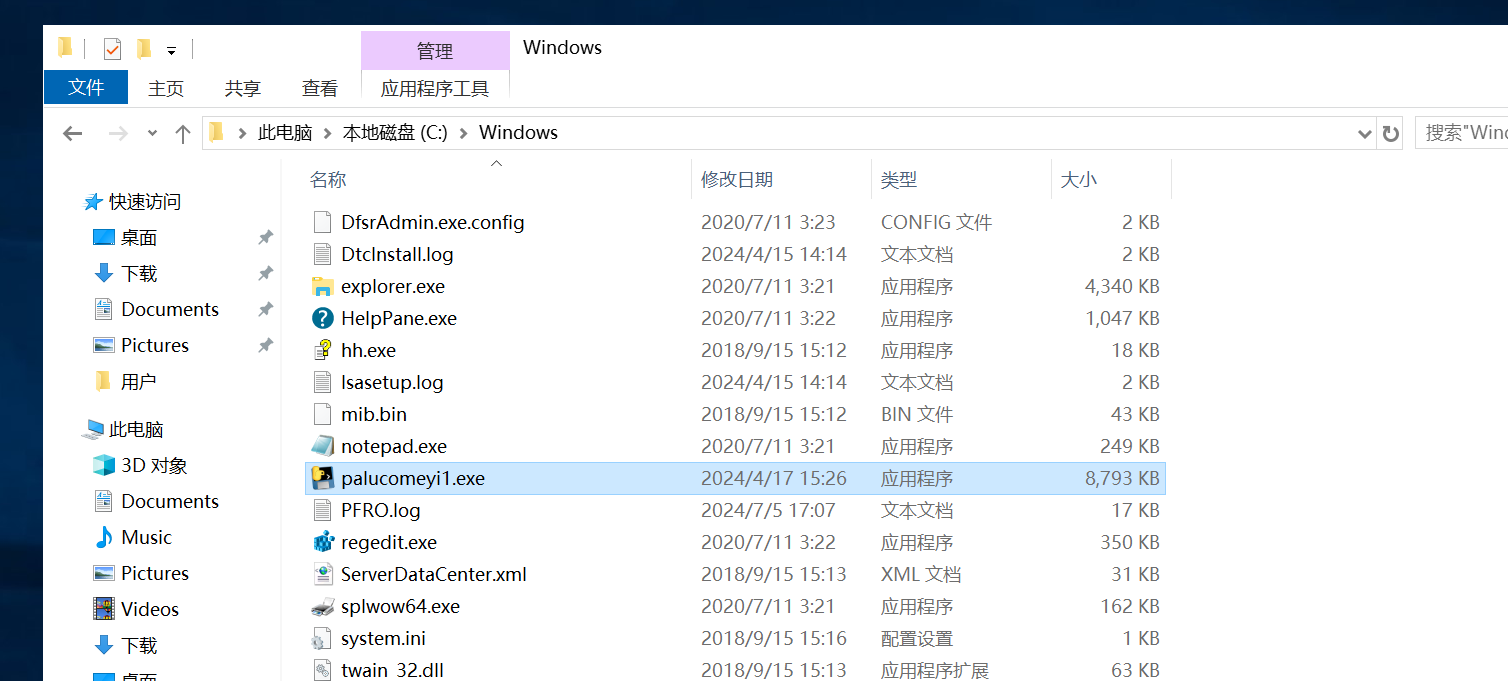 管理
Windows
文件 主页 共享 查看 应用程序工具
此电脑 本地磁盘 (C:) Windows
搜索"Winc
名称 修改日期 类型 大小
快速访问
桌面
下载
Documents
Pictures
用户
此电脑
3D 对象
Documents
Music
Pictures
Videos
下载
桌面
DfsrAdmin.exe.config 2020/7/11 3:23 CONFIG 文件 2 KB
DtcInstall.log 2024/4/15 14:14 文本文档 2 KB
explorer.exe 2020/7/11 3:21 应用程序 4,340 KB
HelpPane.exe 2020/7/11 3:22 应用程序 1,047 KB
hh.exe 2018/9/15 15:12 应用程序 18 KB
lsasetup.log 2024/4/15 14:14 文本文档 2 KB
mib.bin 2018/9/15 15:12 BIN 文件 43 KB
notepad.exe 2020/7/11 3:21 应用程序 249 KB
palucomeyi1.exe 2024/4/17 15:26 应用程序 8,793 KB
PFRO.log 2024/7/5 17:07 文本文档 17 KB
regedit.exe 2020/7/11 3:22 应用程序 350 KB
ServerDataCenter.xml 2018/9/15 15:13 XML 文档 31 KB
splwow64.exe 2020/7/11 3:21 应用程序 162 KB
system.ini 2018/9/15 15:16 配置设置 1 KB
twain_32.dll 2018/9/15 15:13 应用程序扩展 63 KB